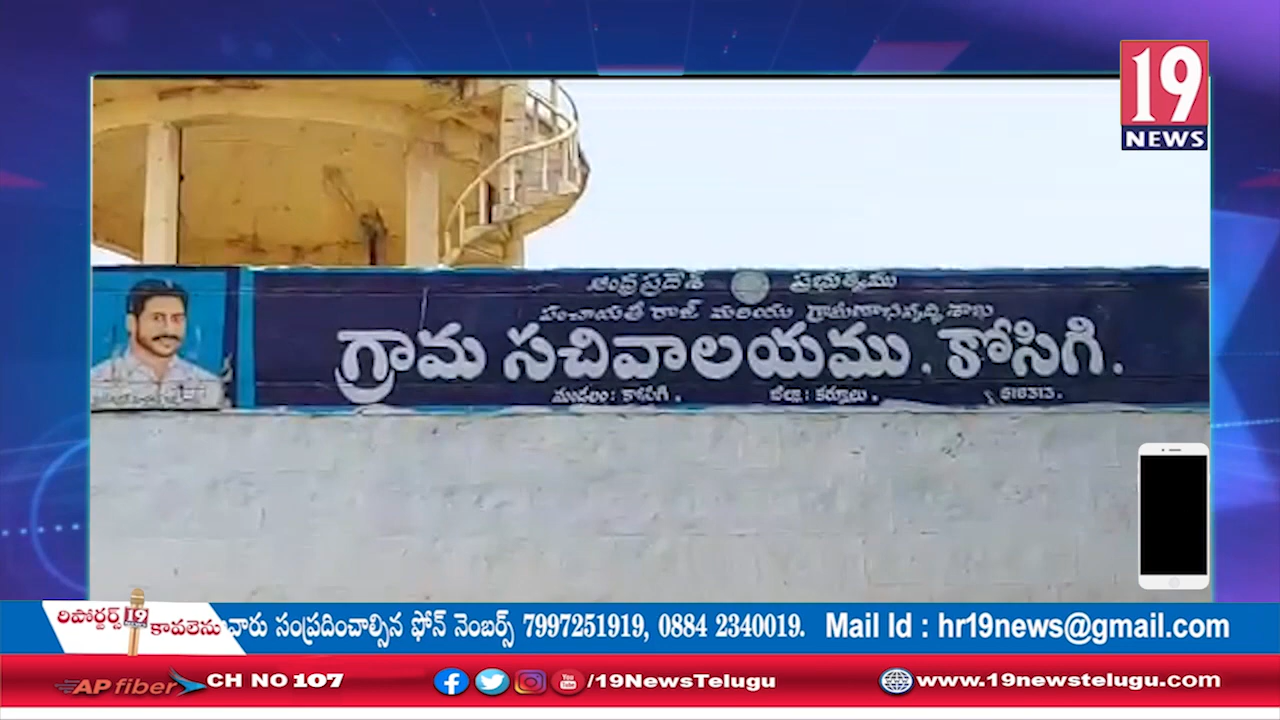 19
NEWS
ఆంధ్రప్రదేశ్ ప్రభుత్వము
పంచాయతీ రాజ్ మరియు గ్రామీణాభివృద్ధి శాఖ
గ్రామ సచివాలయము. కోసిగి.
మండలం: కోసిగి. జిల్లా: కర్నూలు. 518313.
రిపోర్టర్స్ 19 కావలెను
వారు సంప్రదించాల్సిన ఫోన్ నెంబర్స్ 7997251919, 0884 2340019. Mail Id : hr19news@gmail.com
AP fiber CH NO 107 /19NewsTelugu www.19newstelugu.com